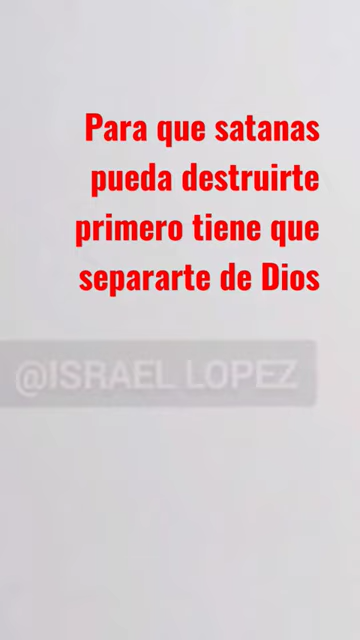 Para que satanas
pueda destruirte
primero tiene que
separarte de Dios
@ISRAEL LOPEZ